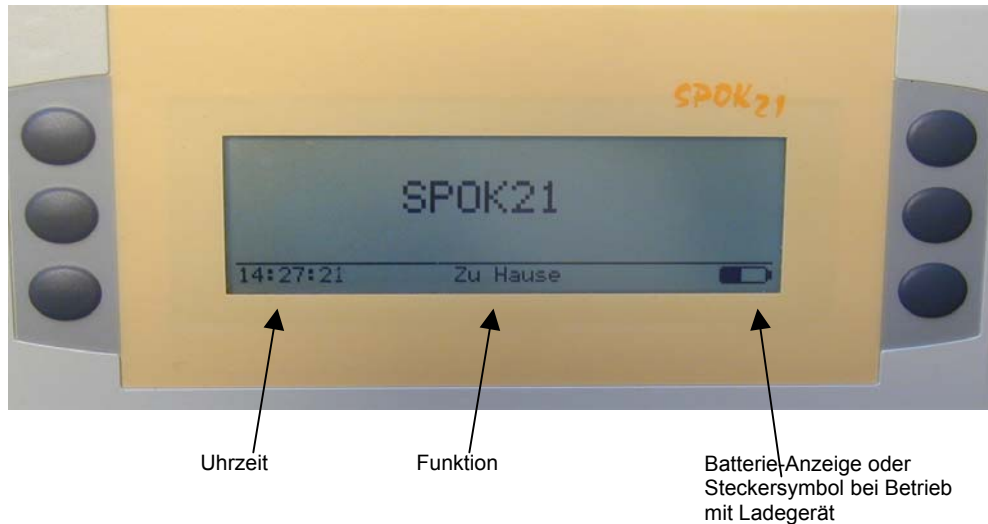 SPOK21
SPOK21
14:27:21 Zu Hause
Uhrzeit
Funktion
Batterie-Anzeige oder
Steckersymbol bei Betrieb
mit Ladegerät